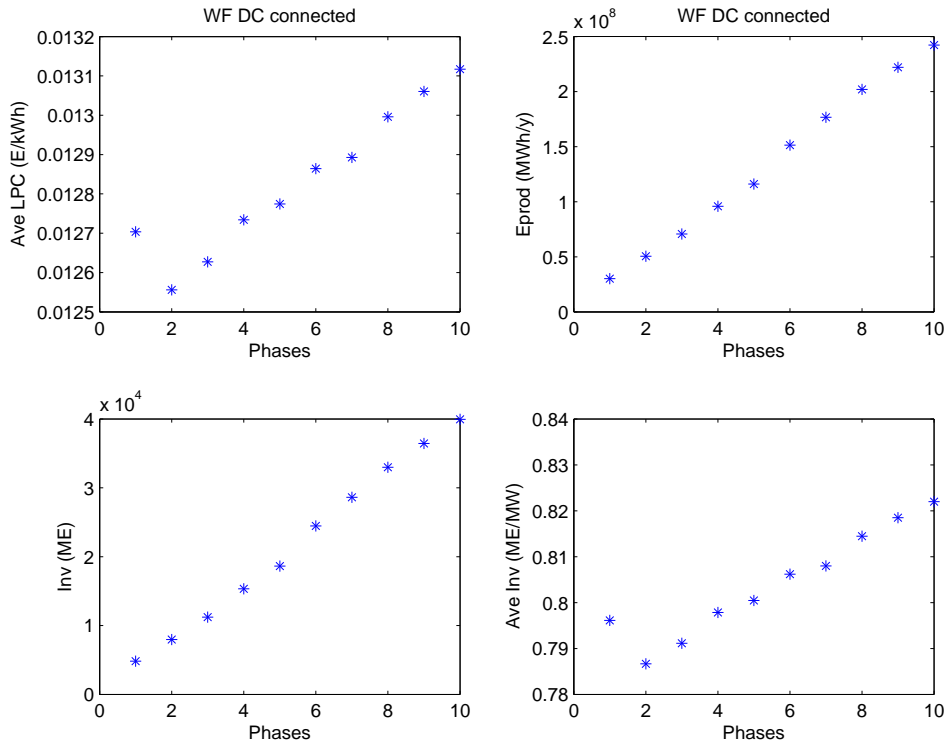 WF DC connected
0.0132
0.0131
0.013
0.0129
0.0128
0.0127
0.0126
0.0125
Ave LPC (E/kWh)
0 2 4 6 8 10
Phases
WF DC connected
x 10^8
2.5
2
1.5
1
0.5
0
Eprod (MWh/y)
0 2 4 6 8 10
Phases
x 10^4
4
3
2
1
0
Inv (ME)
0 2 4 6 8 10
Phases
0.84
0.83
0.82
0.81
0.8
0.79
0.78
Ave Inv (ME/MW)
0 2 4 6 8 10
Phases